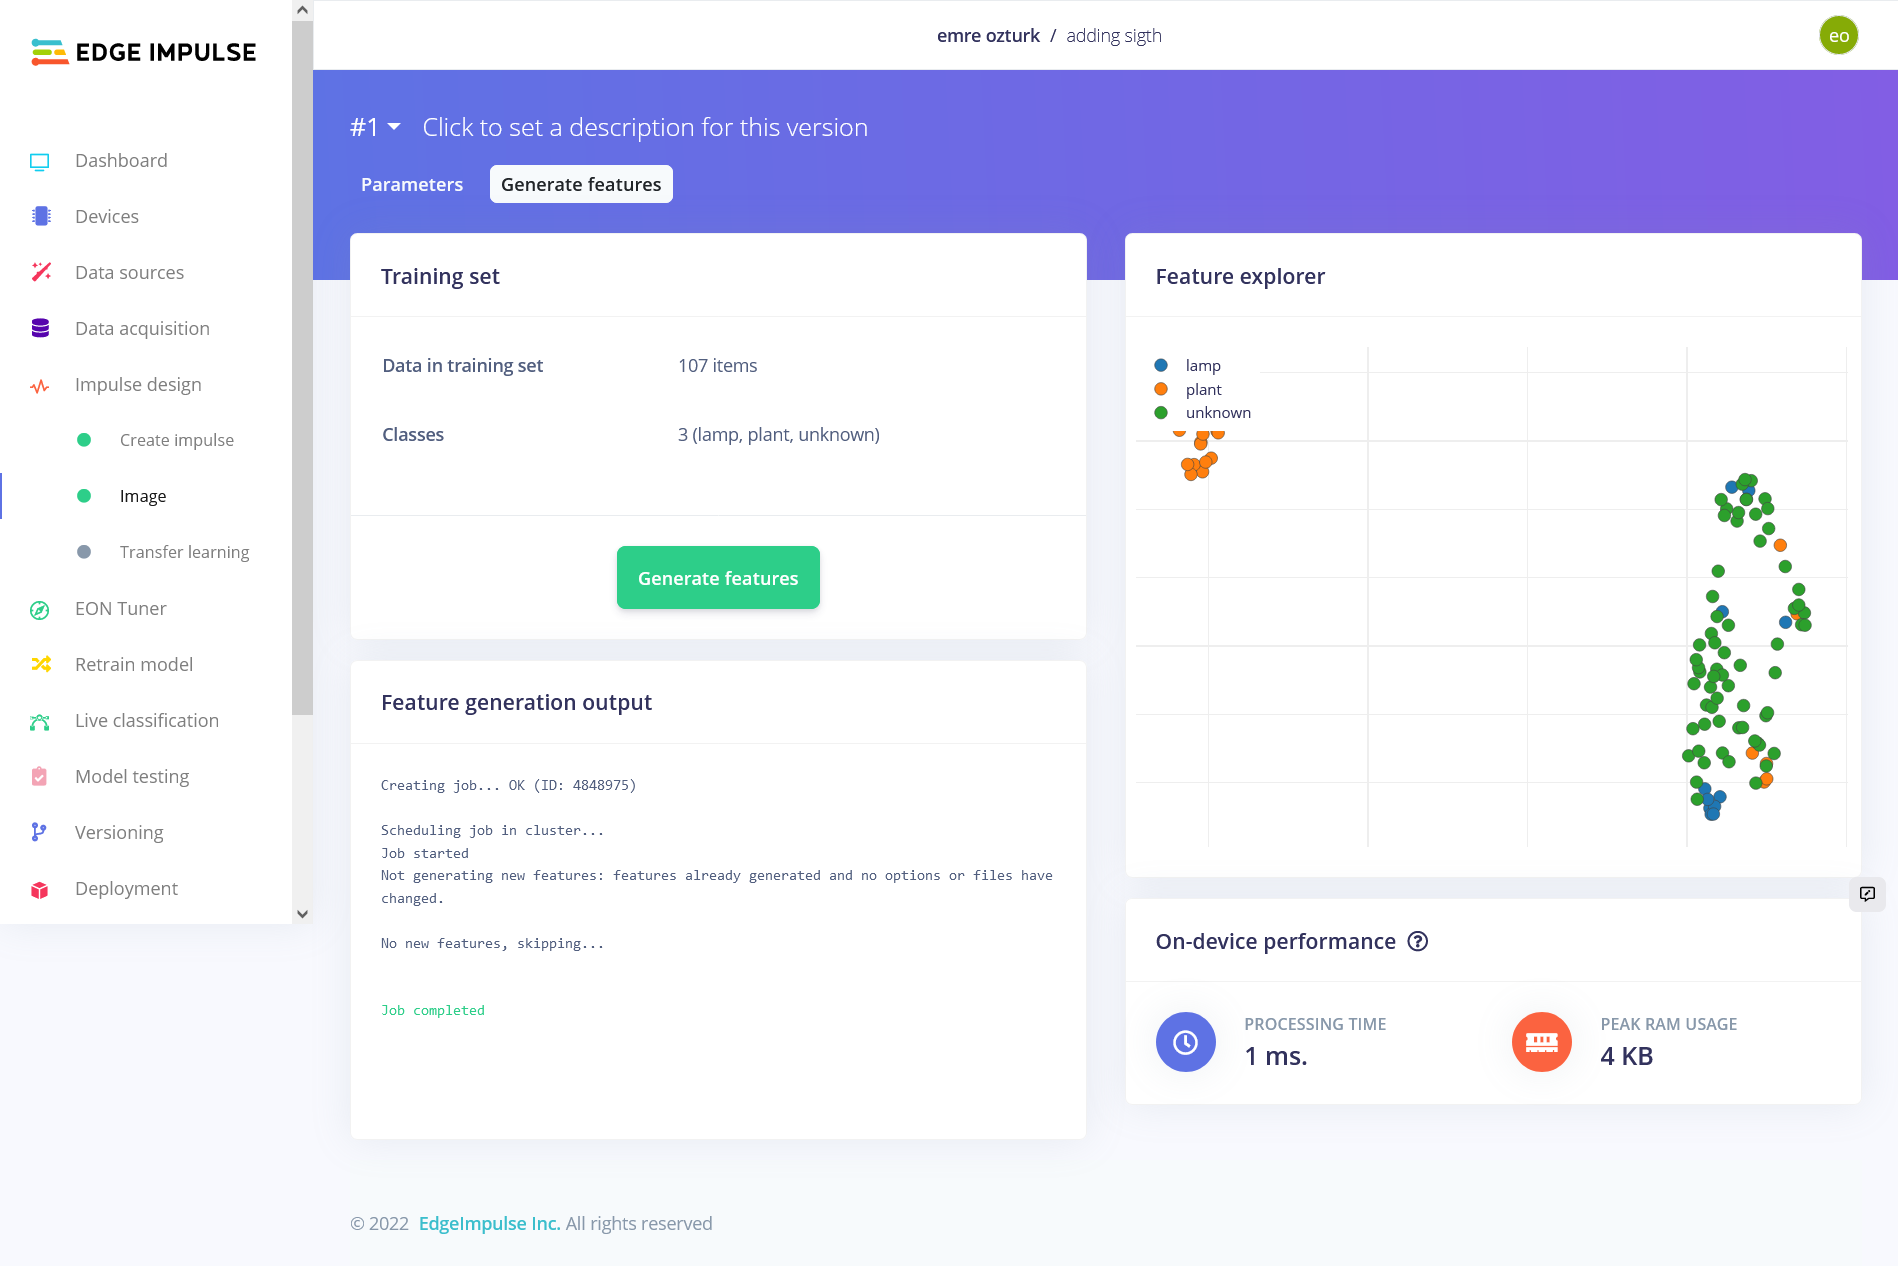 EDGE IMPULSE
emre ozturk / adding sigth
eo
#1 Click to set a description for this version
Parameters
Generate features
Dashboard
Devices
Data sources
Data acquisition
Impulse design
Create impulse
Image
Transfer learning
EON Tuner
Retrain model
Live classification
Model testing
Versioning
Deployment
Training set
Data in training set 107 items
Classes 3 (lamp, plant, unknown)
Generate features
Feature generation output
Creating job... OK (ID: 4848975)
Scheduling job in cluster...
Job started
Not generating new features: features already generated and no options or files have
changed.
No new features, skipping...
Job completed
Feature explorer
lamp
plant
unknown
On-device performance
PROCESSING TIME
1 ms.
PEAK RAM USAGE
4 KB
© 2022 EdgeImpulse Inc. All rights reserved